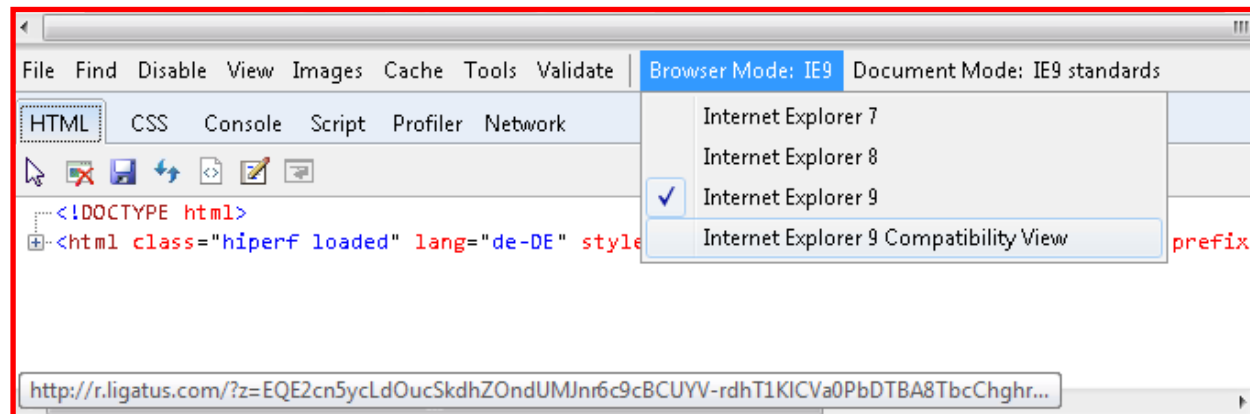 File Find Disable View Images Cache Tools Validate Browser Mode: IE9 Document Mode: IE9 standards
HTML CSS Console Script Profiler Network
Internet Explorer 7
Internet Explorer 8
Internet Explorer 9
Internet Explorer 9 Compatibility View
<!DOCTYPE html>
<html class="hiperf loaded" lang="de-DE" style prefix
http://r.ligatus.com/?z=EQE2cn5ycLdOucSkdhZOndUMJnr6c9cBCUYV-rdhT1KICVa0PbDTBA8TbcChghr...